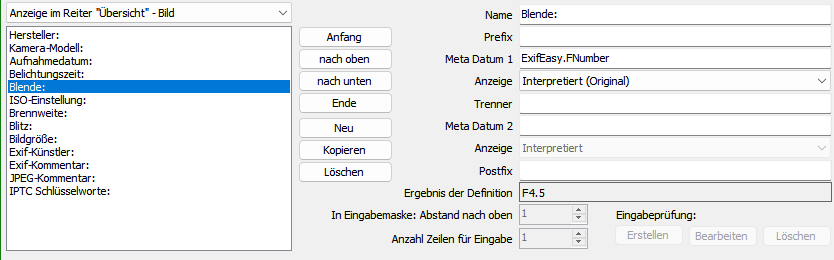 Anzeige im Reiter "Übersicht" - Bild
Hersteller:
Kamera-Modell:
Aufnahmedatum:
Belichtungszeit:
Blende:
ISO-Einstellung:
Brennweite:
Blitz:
Bildgröße:
Exif-Künstler:
Exif-Kommentar:
JPEG-Kommentar:
IPTC Schlüsselworte:
Anfang
nach oben
nach unten
Ende
Neu
Kopieren
Löschen
Name Blende:
Prefix
Meta Datum 1 ExifEasy.FNumber
Anzeige Interpretiert (Original)
Trenner
Meta Datum 2
Anzeige Interpretiert
Postfix
Ergebnis der Definition F4.5
In Eingabemaske: Abstand nach oben 1 Eingabeprüfung:
Anzahl Zeilen für Eingabe 1 Erstellen Bearbeiten Löschen